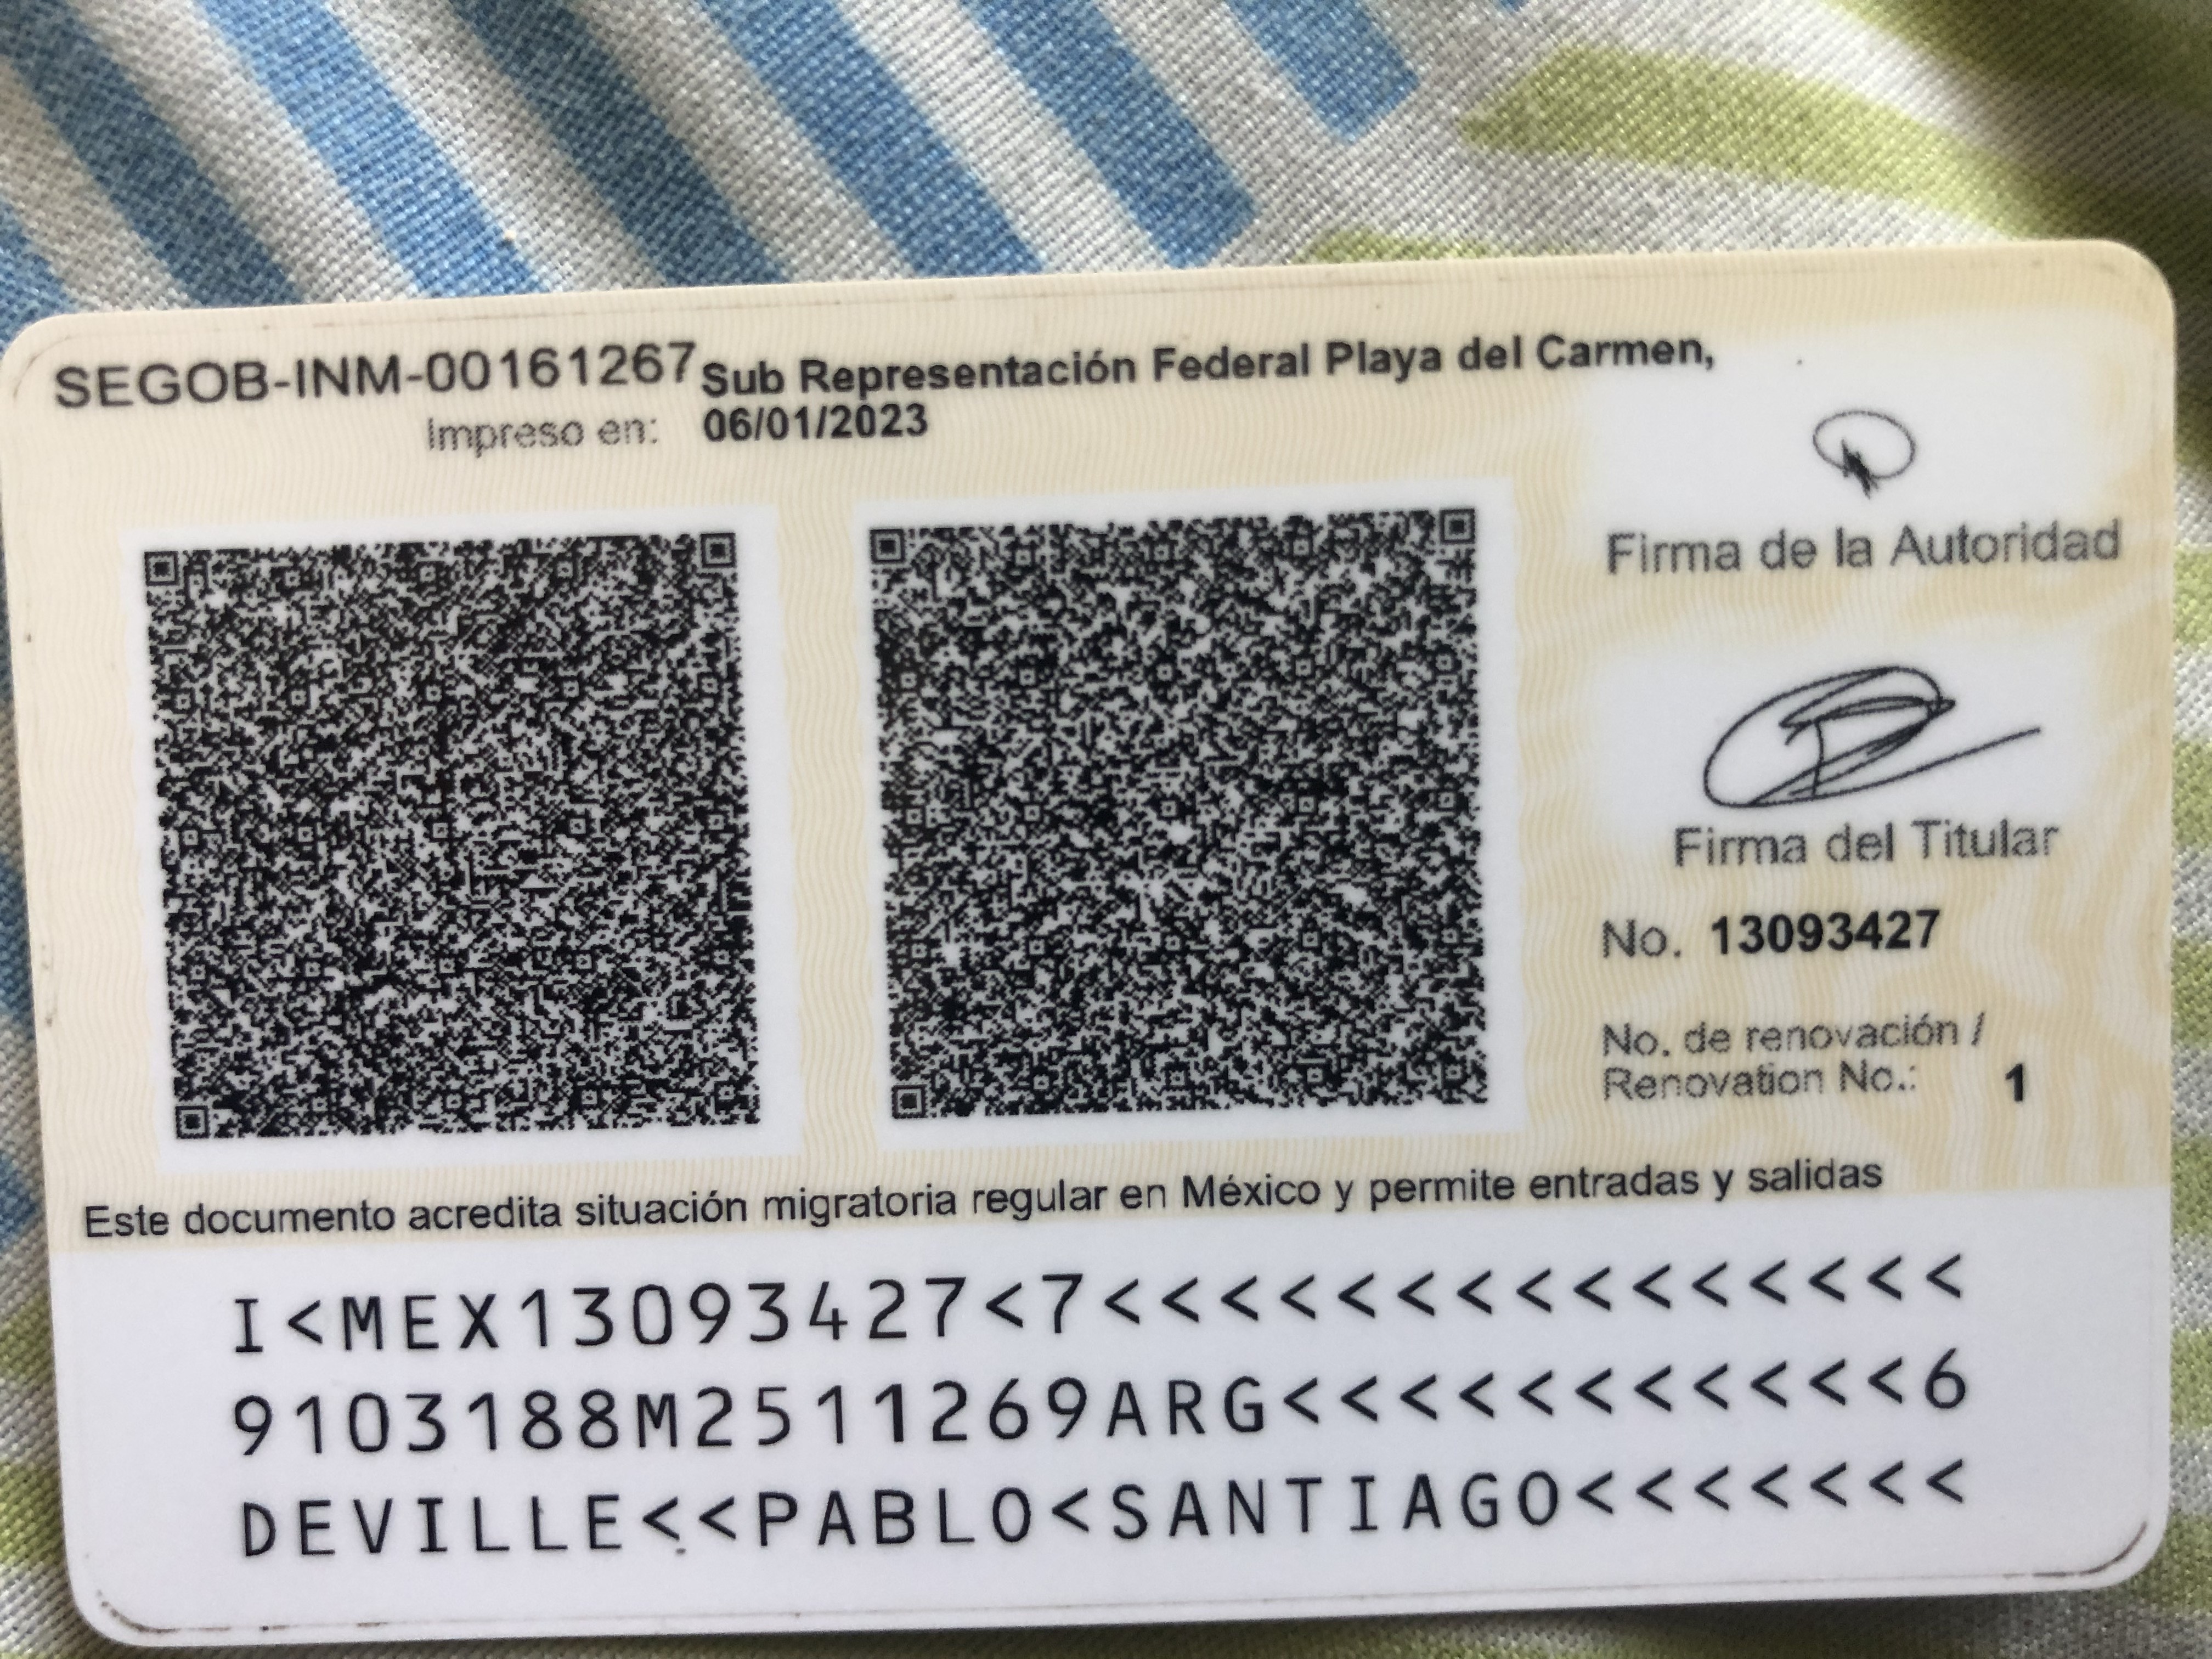 SEGOB-INM-00161267 Sub Representación Federal Playa del Carmen,
Impreso en: 06/01/2023
Firma de la Autoridad
Firma del Titular
No. 13093427
No. de renovación /
Renovation No.: 1
Este documento acredita situación migratoria regular en México y permite entradas y salidas
I<MEX13093427<7<<<<<<<<<<<<<<<
9103188M2511269ARG<<<<<<<<<<<6
DEVILLE<<PABLO<SANTIAGO<<<<<<<